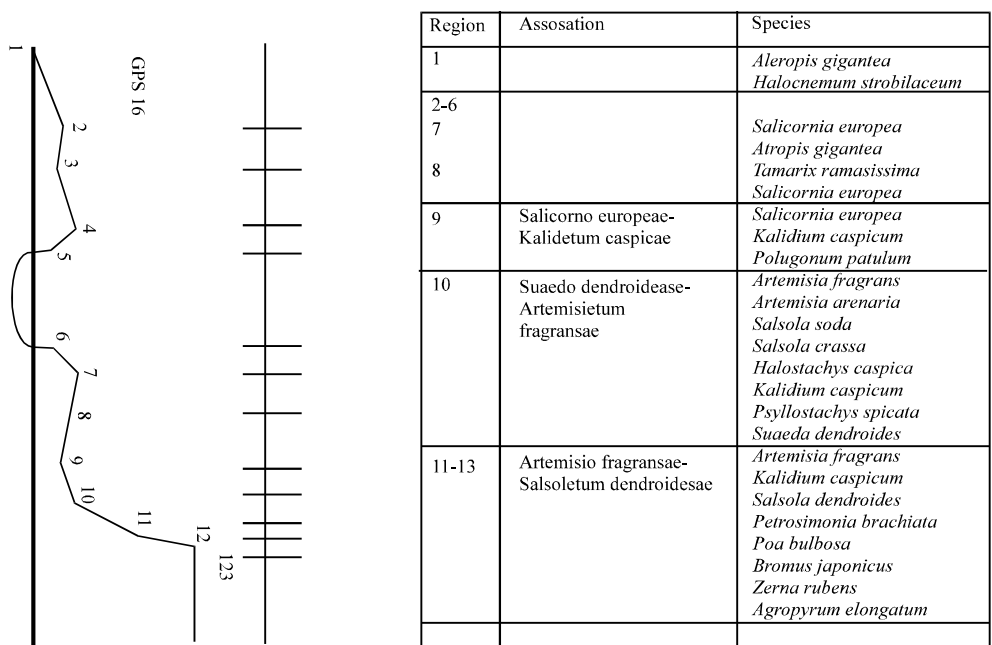 1
GPS 16
2
3
4
5
6
7
8
9
10
11
12
123
Region Assosation Species
1 Aleropis gigantea
Halocnemum strobilaceum
2-6
7 Salicornia europea
Atropis gigantea
8 Tamarix ramasissima
Salicornia europea
9 Salicorno europeae- Salicornia europea
Kalidetum caspicae Kalidium caspicum
Polugonum patulum
10 Suaedo dendroidease- Artemisia fragrans
Artemisietum Artemisia arenaria
fragransae Salsola soda
Salsola crassa
Halostachys caspica
Kalidium caspicum
Psyllostachys spicata
Suaeda dendroides
11-13 Artemisio fragransae- Artemisia fragrans
Salsoletum dendroidesae Kalidium caspicum
Salsola dendroides
Petrosimonia brachiata
Poa bulbosa
Bromus japonicus
Zerna rubens
Agropyrum elongatum